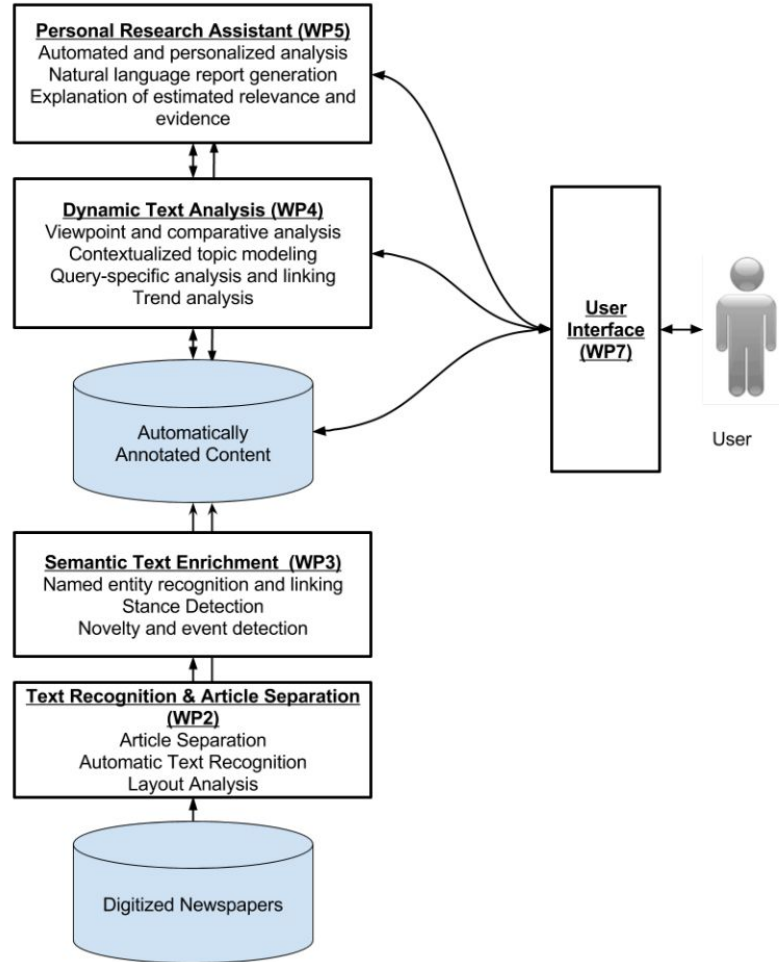 Personal Research Assistant (WP5)
Automated and personalized analysis
Natural language report generation
Explanation of estimated relevance and
evidence
Dynamic Text Analysis (WP4)
Viewpoint and comparative analysis
Contextualized topic modeling
Query-specific analysis and linking
Trend analysis
User
Interface
(WP7)
User
Automatically
Annotated Content
Semantic Text Enrichment (WP3)
Named entity recognition and linking
Stance Detection
Novelty and event detection
Text Recognition & Article Separation
(WP2)
Article Separation
Automatic Text Recognition
Layout Analysis
Digitized Newspapers